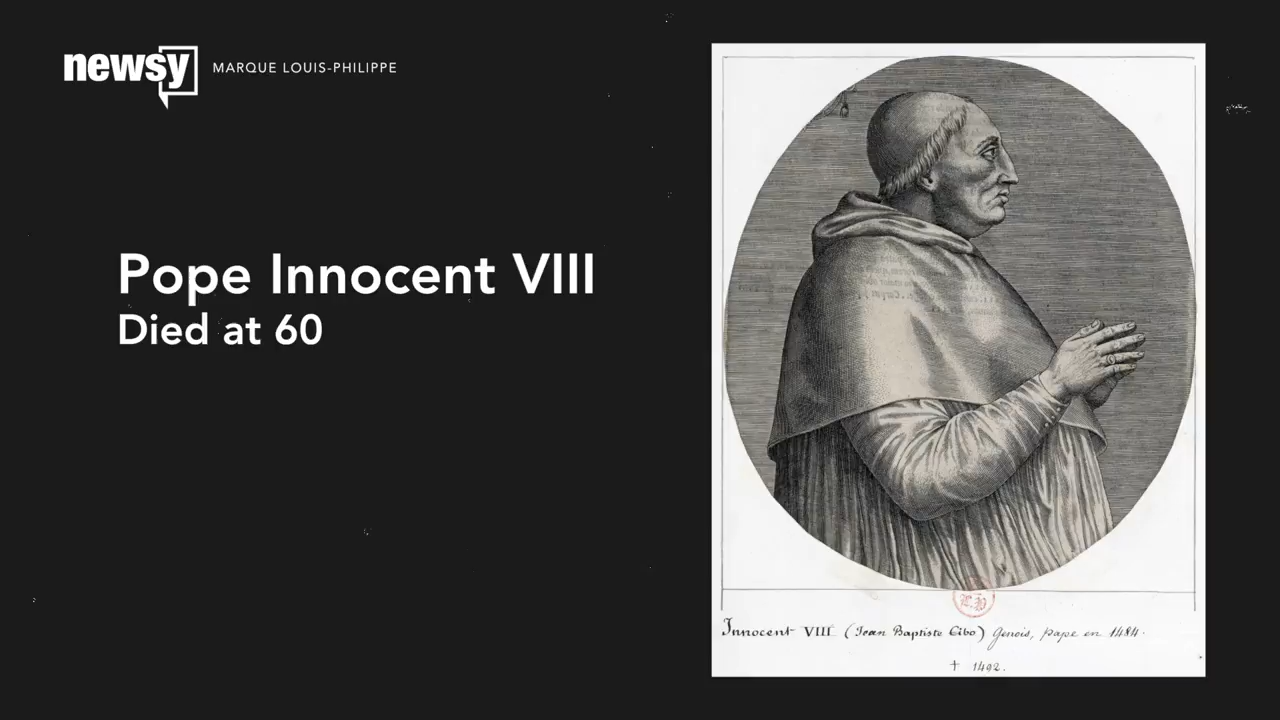 newsy MARQUE LOUIS-PHILIPPE
Pope Innocent VIII
Died at 60
Innocent VIII (Jean Baptiste Cibo) Genois, pape en 1484.
† 1492.